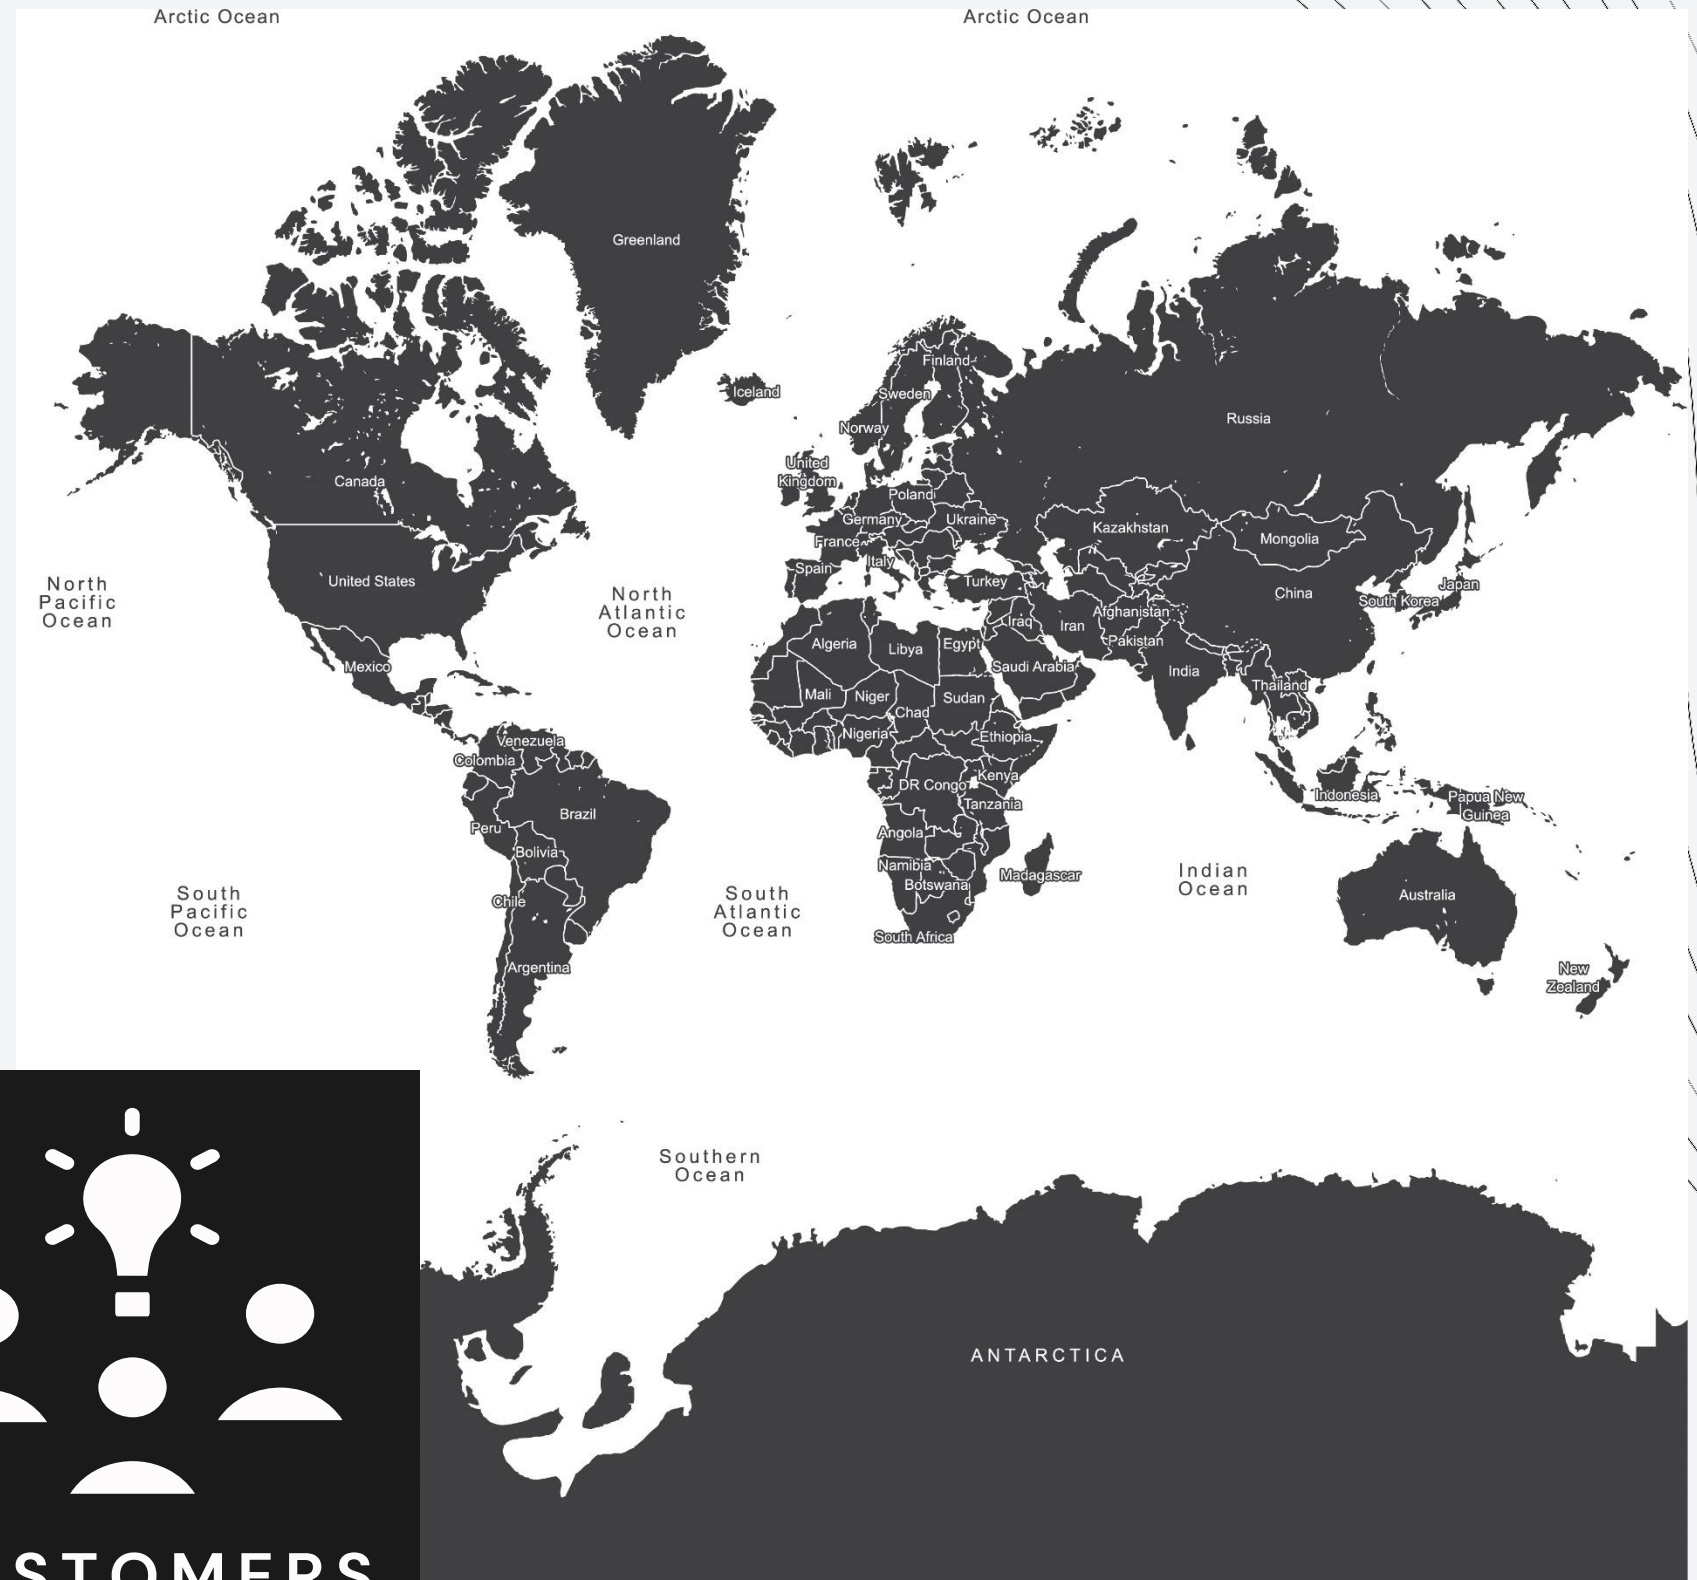 Arctic Ocean
Arctic Ocean
Greenland
Finland
Iceland
Sweden
Russia
Norway
United
Kingdom
Canada
Poland
Germany
Ukraine
Kazakhstan
Mongolia
France
Italy
Spain
Turkey
United States
China
Japan
South Korea
North
Pacific
Ocean
North
Atlantic
Ocean
Afghanistan
Iraq
Iran
Algeria
Libya
Egypt
Pakistan
Mexico
Saudi Arabia
India
Thailand
Mali
Niger
Sudan
Chad
Nigeria
Ethiopia
Venezuela
Colombia
Kenya
DR Congo
Tanzania
Indonesia
Papua New
Guinea
Brazil
Peru
Angola
Bolivia
Namibia
Madagascar
Botswana
Indian
Ocean
Australia
Chile
South
Pacific
Ocean
South
Atlantic
Ocean
South Africa
Argentina
New
Zealand
Southern
Ocean
ANTARCTICA
STOMERS